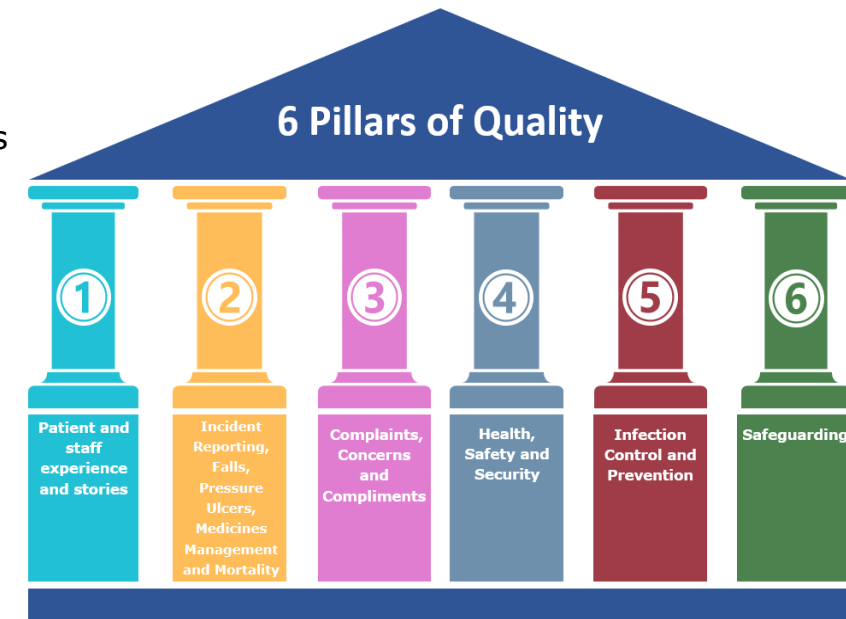 6 Pillars of Quality
s
1
2
3
4
5
6
Patient and
staff
experience
and stories
Incident
Reporting,
Falls,
Pressure
Ulcers,
Medicines
Management
and Mortality
Complaints,
Concerns
and
Compliments
Health,
Safety and
Security
Infection
Control and
Prevention
Safeguarding